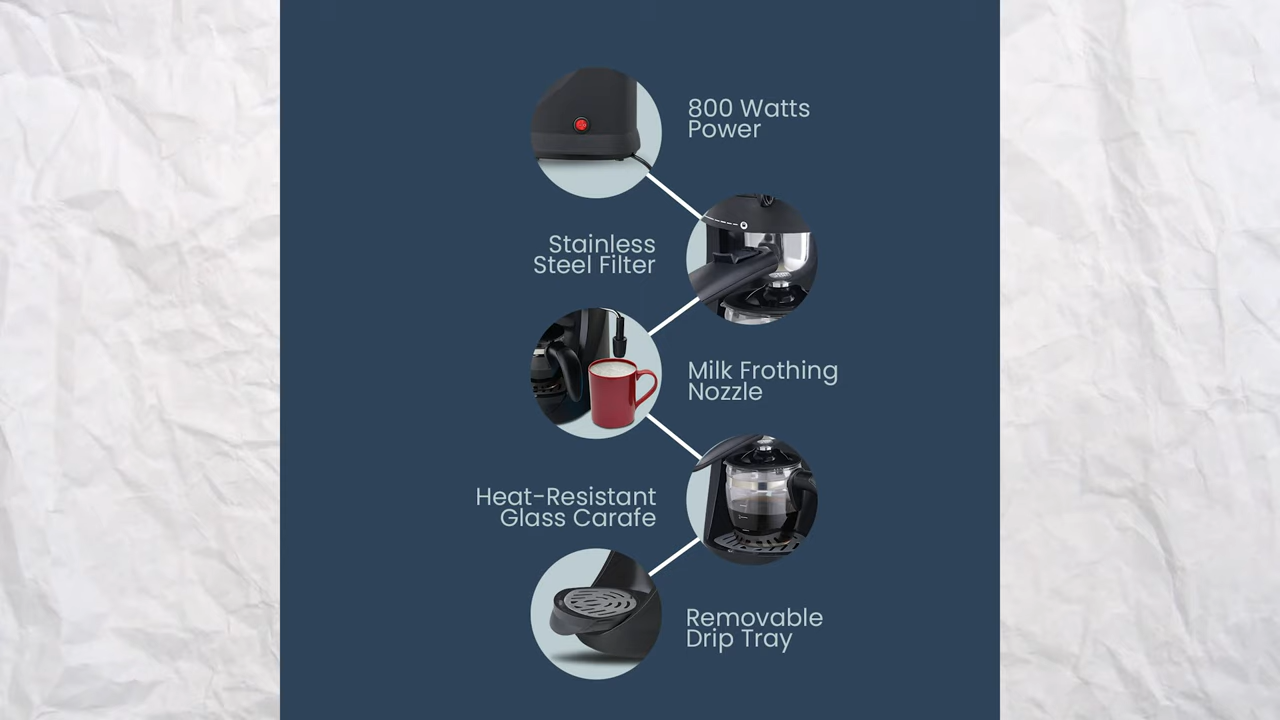 800 Watts
Power
Stainless
Steel Filter
Milk Frothing
Nozzle
Heat-Resistant
Glass Carafe
Removable
Drip Tray